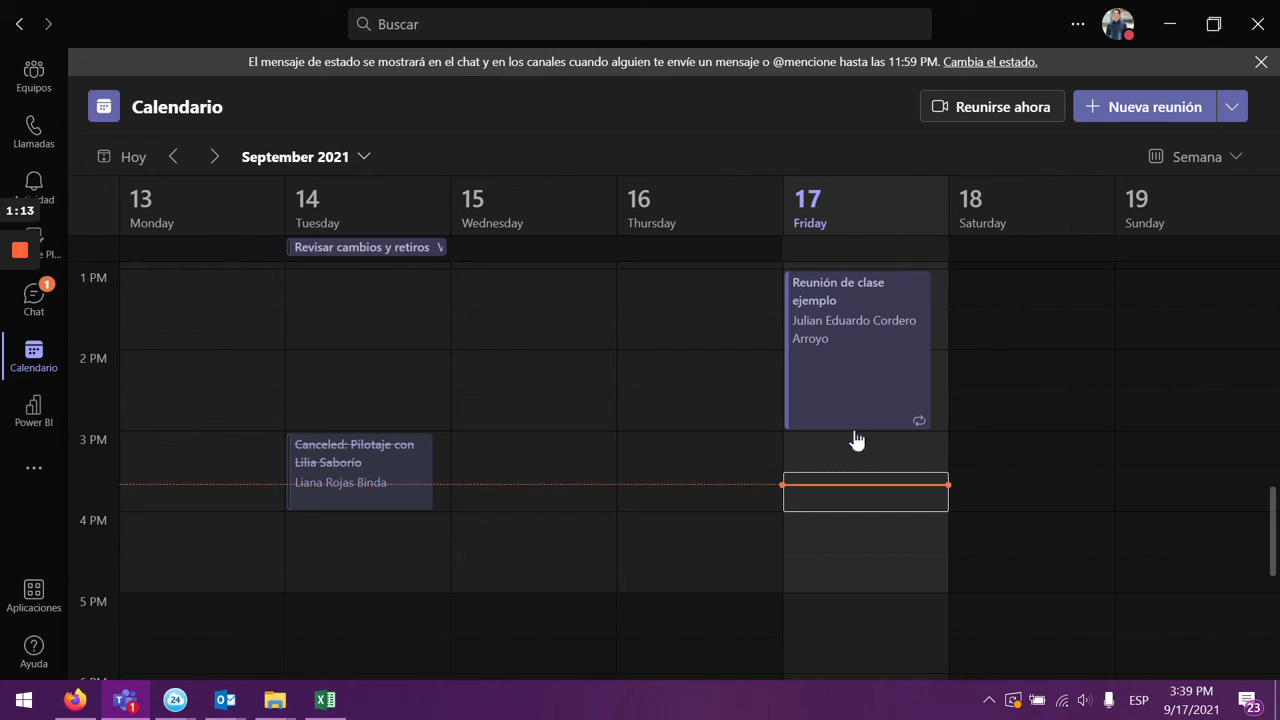 Buscar
El mensaje de estado se mostrará en el chat y en los canales cuando alguien te envíe un mensaje o @mencione hasta las 11:59 PM. Cambia el estado.
Equipos
Llamadas
1:13
Chat
1
Calendario
Power BI
Aplicaciones
Ayuda
Calendario
Reunirse ahora
Nueva reunión
Hoy
September 2021
Semana
13
Monday
14
Tuesday
15
Wednesday
16
Thursday
17
Friday
18
Saturday
19
Sunday
Revisar cambios y retiros
1 PM
Reunión de clase
ejemplo
Julian Eduardo Cordero
Arroyo
2 PM
3 PM
Canceled: Pilotaje con
Lilia Saborío
Liana Rojas Binda
4 PM
5 PM
1
24
ESP
3:39 PM
9/17/2021
23